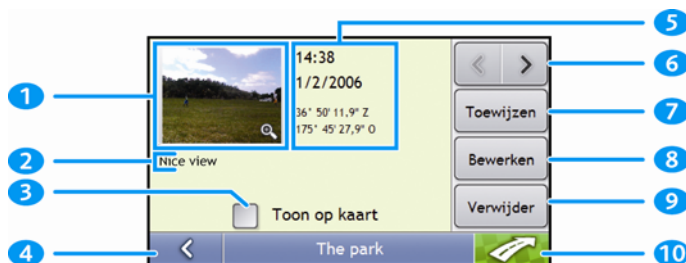 14:38
1/2/2006
36° 50' 11,9" Z
175° 45' 27,9" O
Nice view
Toon op kaart
The park
Toewijzen
Bewerken
Verwijder
1
2
3
4
5
6
7
8
9
10